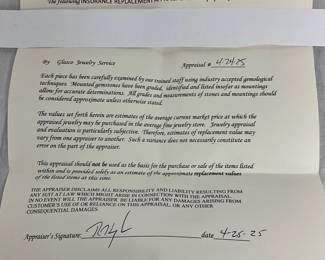 The following INSURANCE REPLACEMENT
By Glasco Jewelry Service Appraisal # 42425
Each piece has been carefully examined by our trained staff using industry accepted gemological
techniques. Mounted gemstones have been graded, identified and listed insofar as mountings
allow for accurate determinations. All grades and measurements of stones and mountings should
be considered approximate unless otherwise stated.
The values set forth herein are estimates of the average current market price at which the
appraised jewelry may be purchased in the average fine jewelry store. Jewelry appraisal
and evaluation is particularly subjective. Therefore, estimates of replacement value may
vary from one appraiser to another. Such a variance does not necessarily constitute an
error on the part of the appraiser.
This appraisal should not be used as the basis for the purchase or sale of the items listed
within and is provided solely as an estimate of the approximate replacement values
of the listed items at this time.
THE APPRAISER DISCLAIMS ALL RESPONSIBILITY AND LIABILITY RESULTING FROM
ANY SUIT AT LAW WHICH MIGHT ARISE IN CONNECTION WITH THE APPRAISAL.
IN NO EVENT WILL THE APPRAISER BE LIABLE FOR ANY DAMAGES ARISING FROM
CUSTOMER'S USE OF OR RELIANCE ON THIS APPRAISAL, OR ANY OTHER
CONSEQUENTIAL DAMAGES.
Appraiser's Signature: date 4-25-25